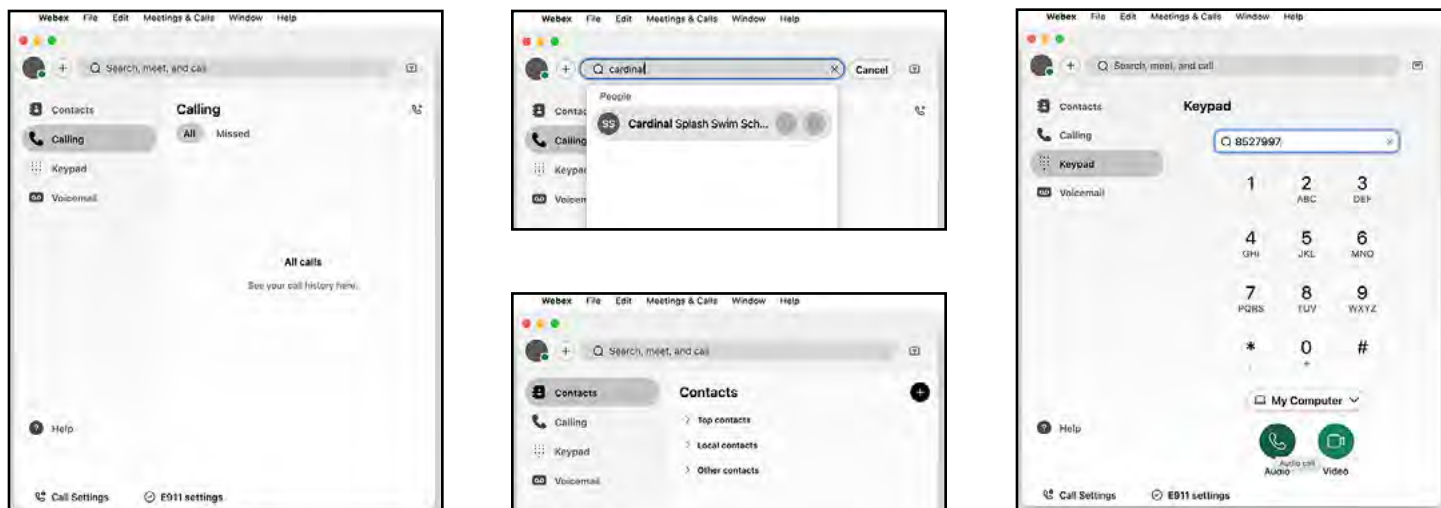 Webex File Edit Meetings & Calls Window Help
Search, meet, and call
Contacts
Calling
Keypad
Voicemail
Calling
All Missed
All calls
See your call history here.
Help
Call Settings E911 settings
Webex File Edit Meetings & Calls Window Help
cardinal Cancel
People
SS Cardinal Splash Swim Sch...
Contac
Calling
Keypa
Voicem
Webex File Edit Meetings & Calls Window Help
Search, meet, and call
Contacts
Calling
Keypad
Voicemail
Contacts
Top contacts
Local contacts
Other contacts
Webex File Edit Meetings & Calls Window Help
Search, meet, and call
Contacts
Calling
Keypad
Voicemail
Keypad
8527997
1 2 3
ABC DEF
4 5 6
GHI JKL MNO
7 8 9
PQRS TUV WXYZ
* 0 #
, +
My Computer
Audio call
Audio Video
Help
Call Settings E911 settings